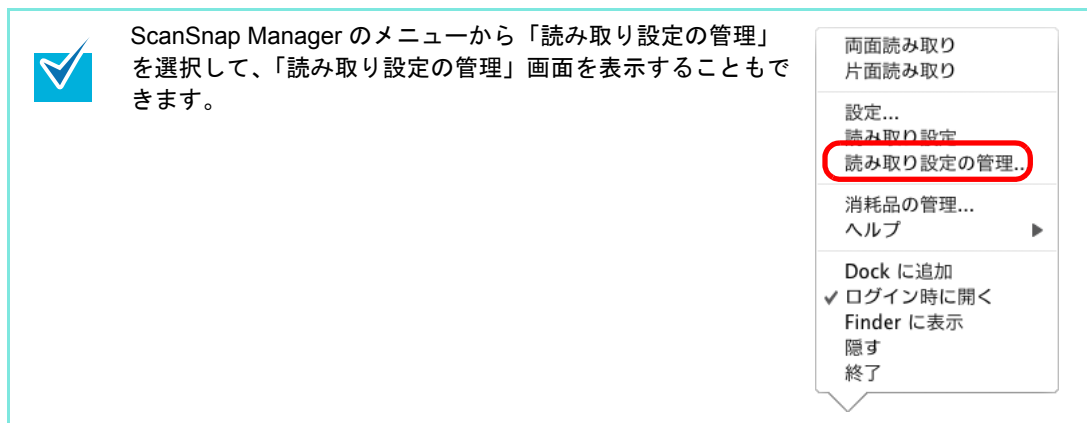 ScanSnap Manager のメニューから「読み取り設定の管理」
を選択して、「読み取り設定の管理」画面を表示することもで
きます。
両面読み取り
片面読み取り
設定...
読み取り設定
読み取り設定の管理...
消耗品の管理...
ヘルプ ▶
Dock に追加
✓ ログイン時に開く
Finder に表示
隠す
終了